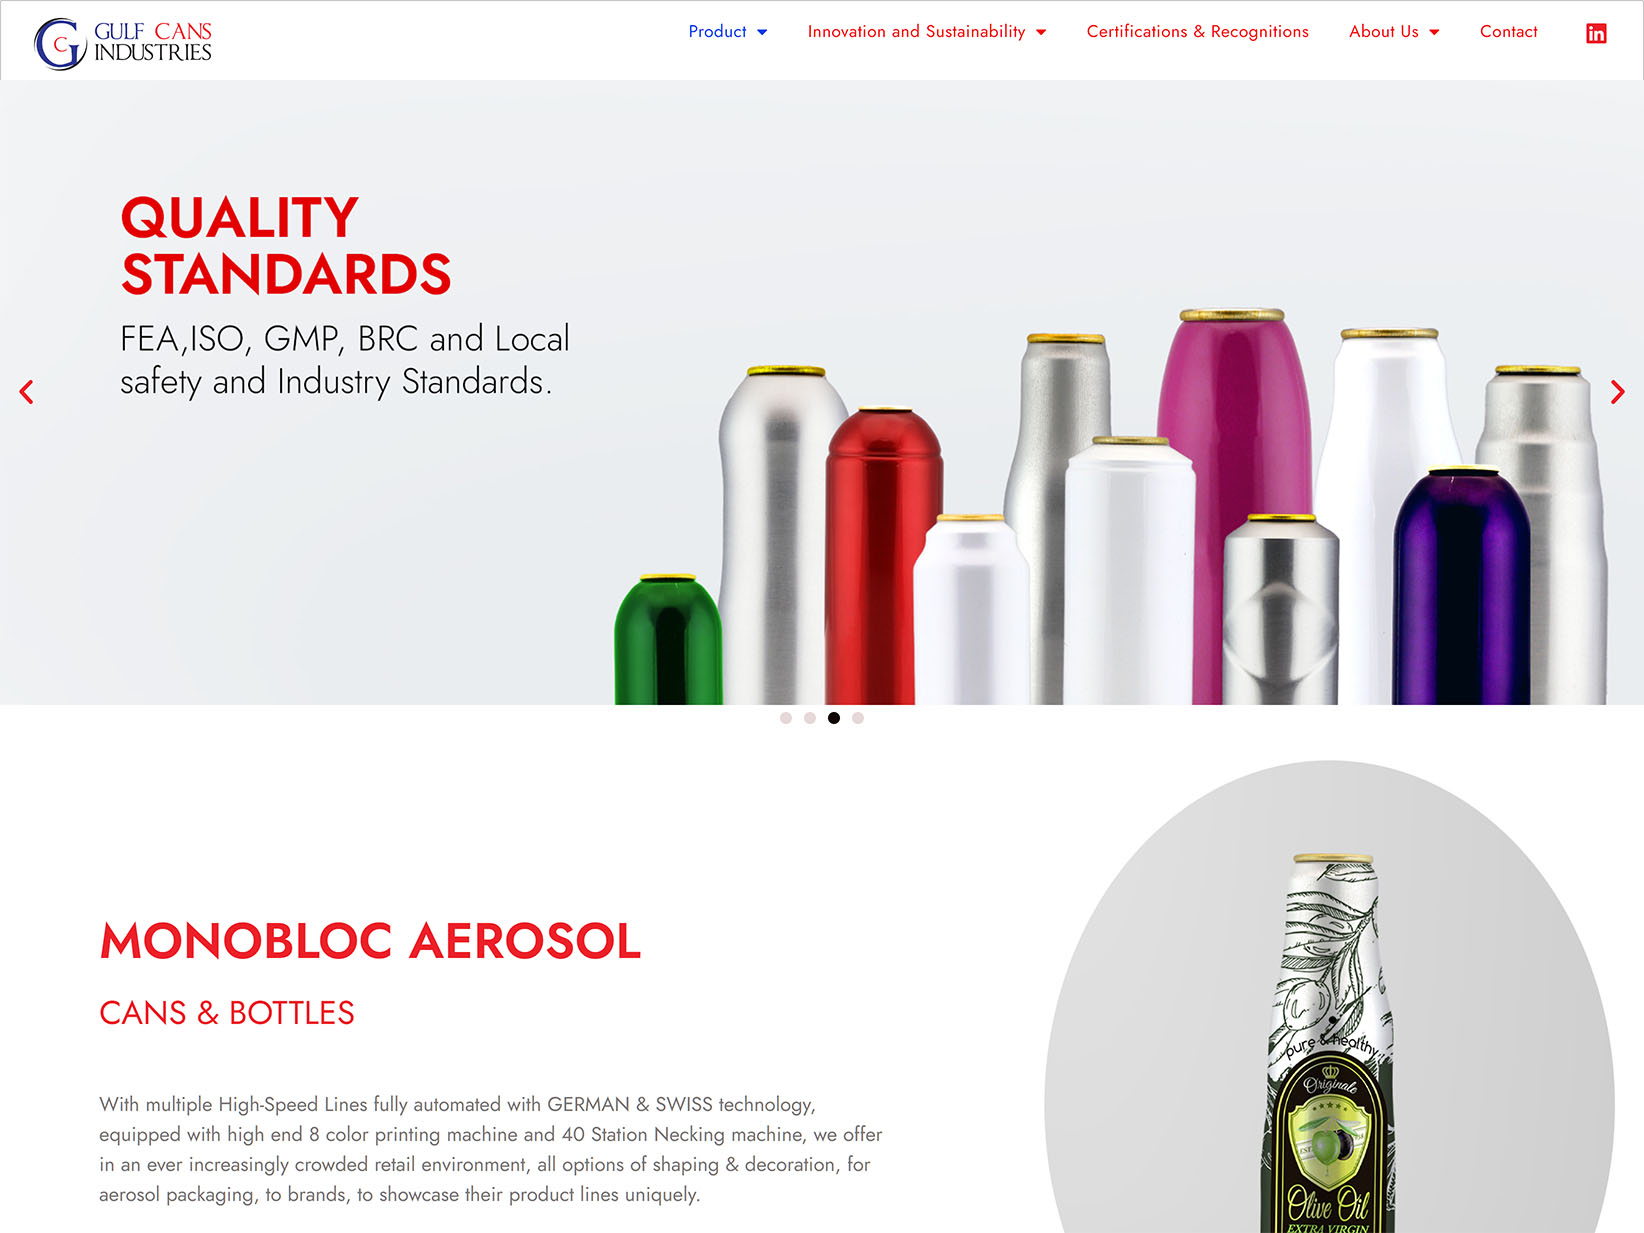 GULF CANS
INDUSTRIES
Product
Innovation and Sustainability
Certifications & Recognitions
About Us
Contact
in
QUALITY
STANDARDS
FEA,ISO, GMP, BRC and Local
safety and Industry Standards.
MONOBLOC AEROSOL
CANS & BOTTLES
With multiple High-Speed Lines fully automated with GERMAN & SWISS technology,
equipped with high end 8 color printing machine and 40 Station Necking machine, we offer
in an ever increasingly crowded retail environment, all options of shaping & decoration, for
aerosol packaging, to brands, to showcase their product lines uniquely.
pure & healthy
Originale
EST.
Olive Oil
EXTRA VIRGIN